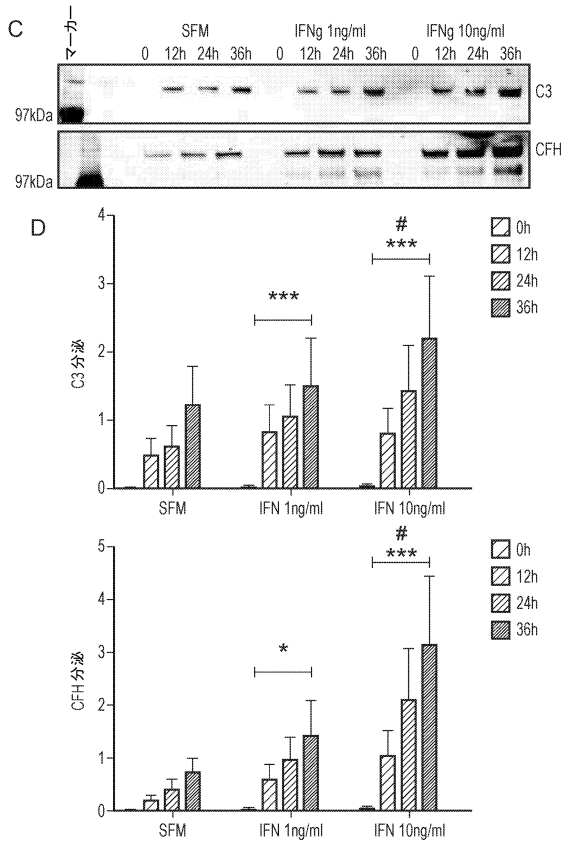 C
マーカー
SFM IFNg 1ng/ml IFNg 10ng/ml
0 12h 24h 36h 0 12h 24h 36h 0 12h 24h 36h
C3
97kDa
CFH
97kDa
D
4
3
2
1
0
C3 分泌
***
#
***
0h
12h
24h
36h
SFM IFN 1ng/ml IFN 10ng/ml
5
4
3
2
1
0
CFH 分泌
*
#
***
0h
12h
24h
36h
SFM IFN 1ng/ml IFN 10ng/ml